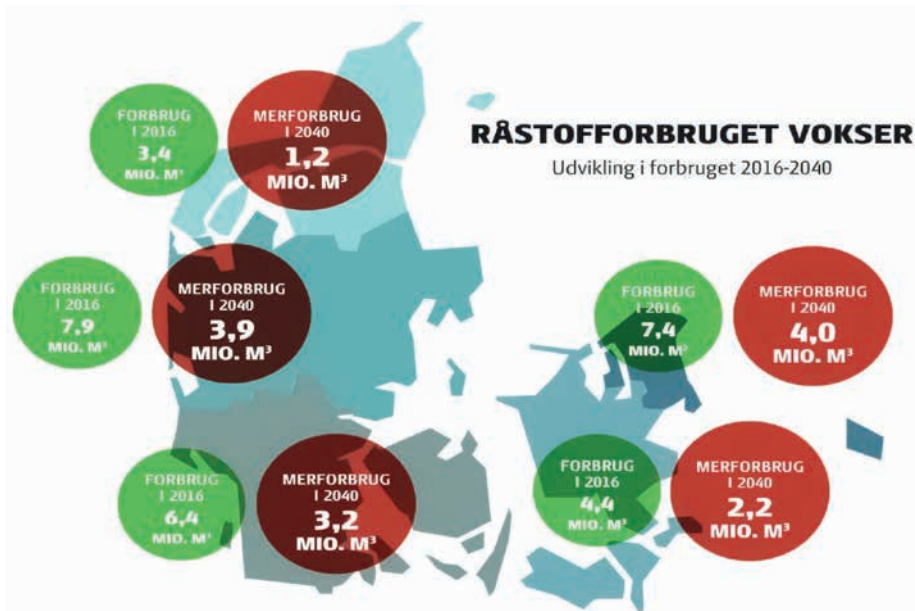 RÅSTOFFORBRUGET VOKSER
Udvikling i forbruget 2016-2040
FORBRUG
I 2016
3,4
MIO. M³
MERFORBRUG
I 2040
1,2
MIO. M³
FORBRUG
I 2016
7,9
MIO. M³
MERFORBRUG
I 2040
3,9
MIO. M³
FORBRUG
I 2016
7,4
MIO. M³
MERFORBRUG
I 2040
4,0
MIO. M³
FORBRUG
I 2016
6,4
MIO. M³
MERFORBRUG
I 2040
3,2
MIO. M³
FORBRUG
I 2016
4,4
MIO. M³
MERFORBRUG
I 2040
2,2
MIO. M³